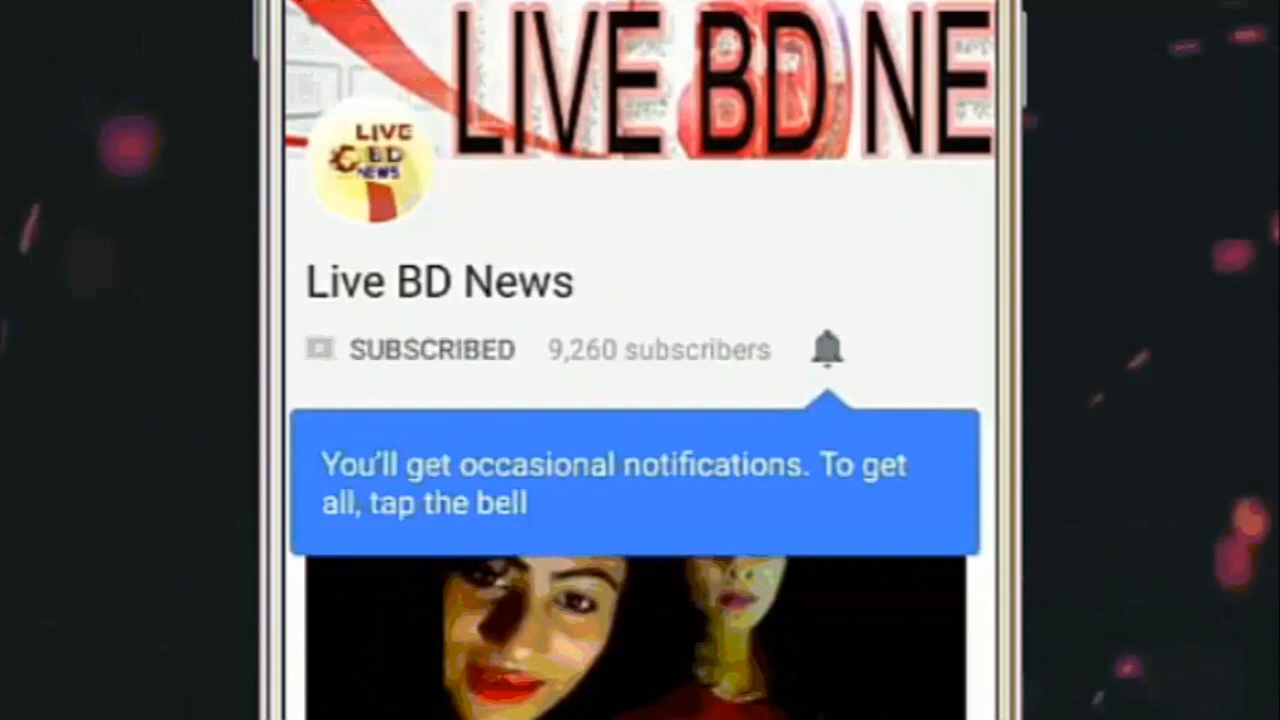 LIVE BD NE
LIVE
BD
NEWS
Live BD News
SUBSCRIBED 9,260 subscribers
You'll get occasional notifications. To get
all, tap the bell